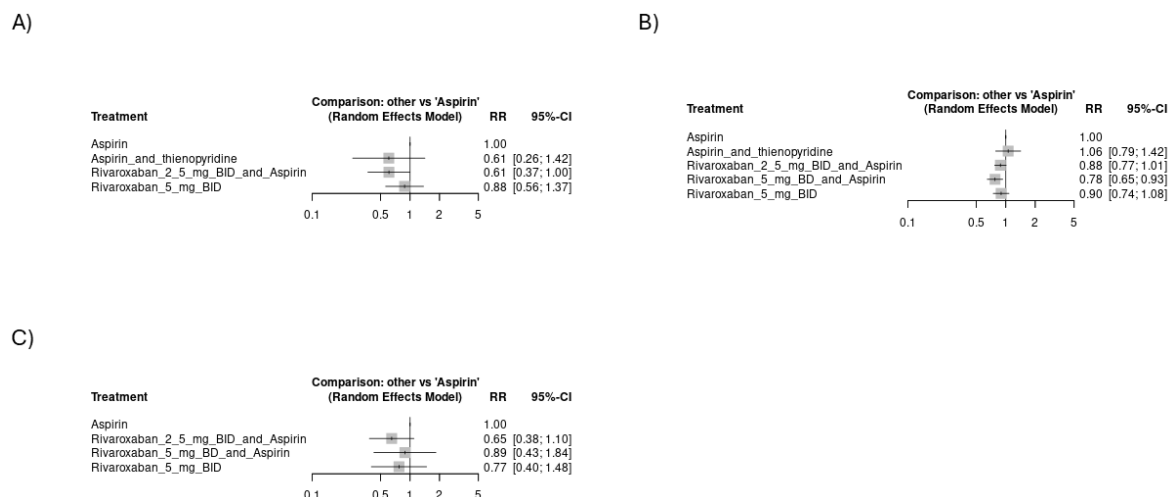 A)
Comparison: other vs 'Aspirin'
Treatment (Random Effects Model) RR 95%-CI
Aspirin 1.00
Aspirin_and_thienopyridine 0.61 [0.26; 1.42]
Rivaroxaban_2_5_mg_BID_and_Aspirin 0.61 [0.37; 1.00]
Rivaroxaban_5_mg_BID 0.88 [0.56; 1.37]
0.1 0.5 1 2 5
B)
Comparison: other vs 'Aspirin'
Treatment (Random Effects Model) RR 95%-CI
Aspirin 1.00
Aspirin_and_thienopyridine 1.06 [0.79; 1.42]
Rivaroxaban_2_5_mg_BID_and_Aspirin 0.88 [0.77; 1.01]
Rivaroxaban_5_mg_BD_and_Aspirin 0.78 [0.65; 0.93]
Rivaroxaban_5_mg_BID 0.90 [0.74; 1.08]
0.1 0.5 1 2 5
C)
Comparison: other vs 'Aspirin'
Treatment (Random Effects Model) RR 95%-CI
Aspirin 1.00
Rivaroxaban_2_5_mg_BID_and_Aspirin 0.65 [0.38; 1.10]
Rivaroxaban_5_mg_BD_and_Aspirin 0.89 [0.43; 1.84]
Rivaroxaban_5_mg_BID 0.77 [0.40; 1.48]
0.1 0.5 1 2 5